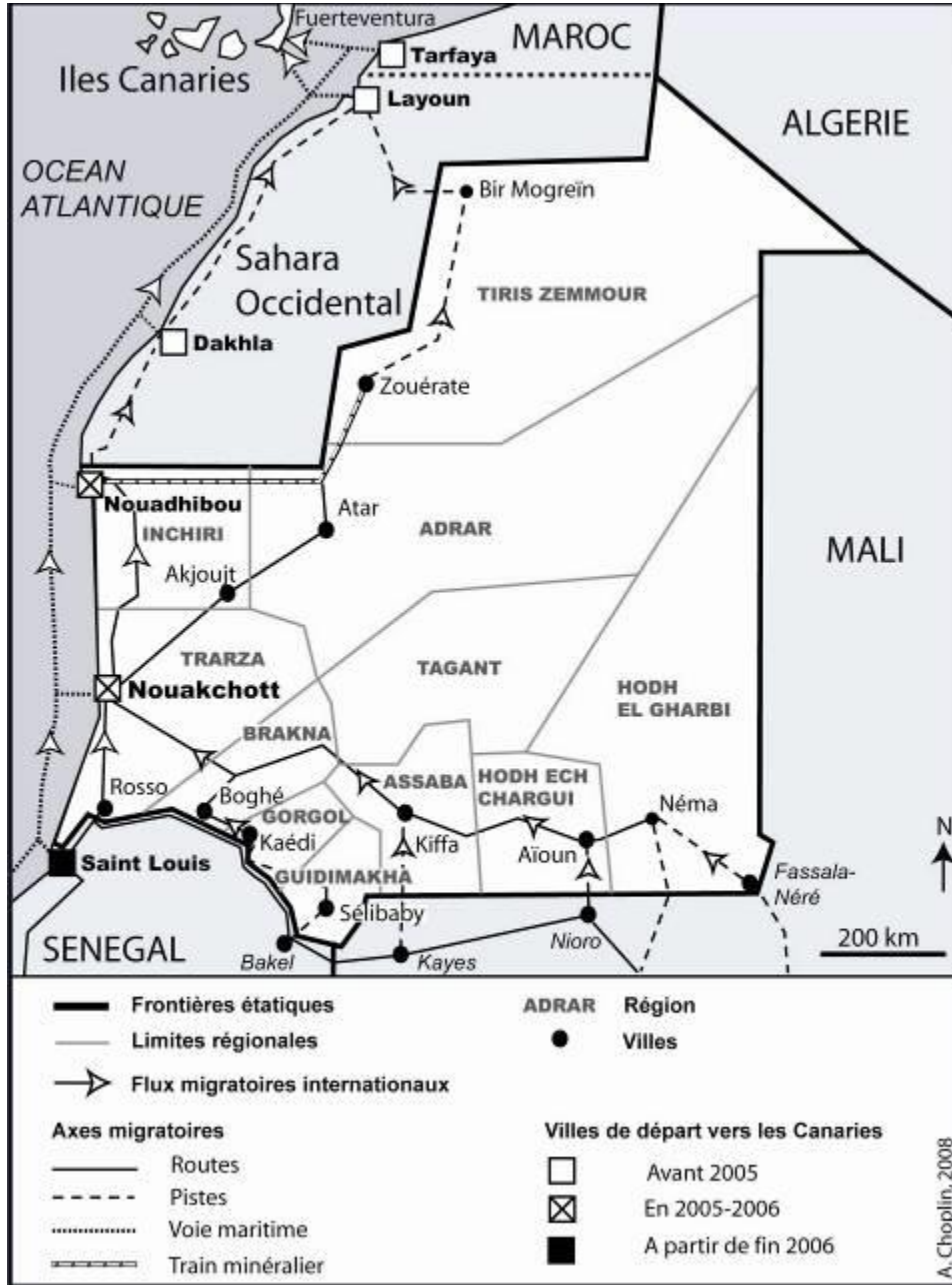 Fuerteventura
Iles Canaries
Tarfaya
MAROC
Layoun
ALGERIE
OCEAN
ATLANTIQUE
Bir Mogreïn
Sahara
Occidental
TIRIS ZEMMOUR
Dakhla
Zouérate
Nouadhibou
INCHIRI
Atar
ADRAR
MALI
Akjoujt
TRARZA
Nouakchott
TAGANT
HODH
EL GHARBI
BRAKNA
ASSABA
HODH ECH
CHARGUI
Rosso
Boghé
GORGOL
Kaédi
Kiffa
Aïoun
Néma
N
Saint Louis
GUIDIMAKHA
Fassala-
Néré
Sélibaby
SENEGAL
Bakel
Kayes
Nioro
200 km
Frontières étatiques
Limites régionales
Flux migratoires internationaux
ADRAR Région
Villes
Axes migratoires
Routes
Pistes
Voie maritime
Train minéralier
Villes de départ vers les Canaries
Avant 2005
En 2005-2006
A partir de fin 2006
A. Choplin, 2008